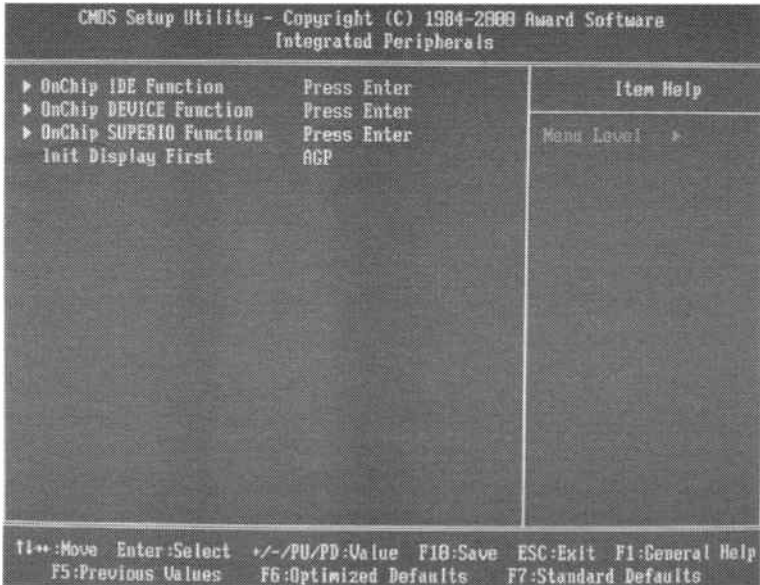 CMOS Setup Utility - Copyright (C) 1984-2000 Award Software
Integrated Peripherals
▶ OnChip IDE Function Press Enter
▶ OnChip DEVICE Function Press Enter
▶ OnChip SUPERIO Function Press Enter
Init Display First AGP
Item Help
Menu Level ▶
↑↓→←:Move Enter:Select +/-/PU/PD:Value F10:Save ESC:Exit F1:General Help
F5:Previous Values F6:Optimized Defaults F7:Standard Defaults